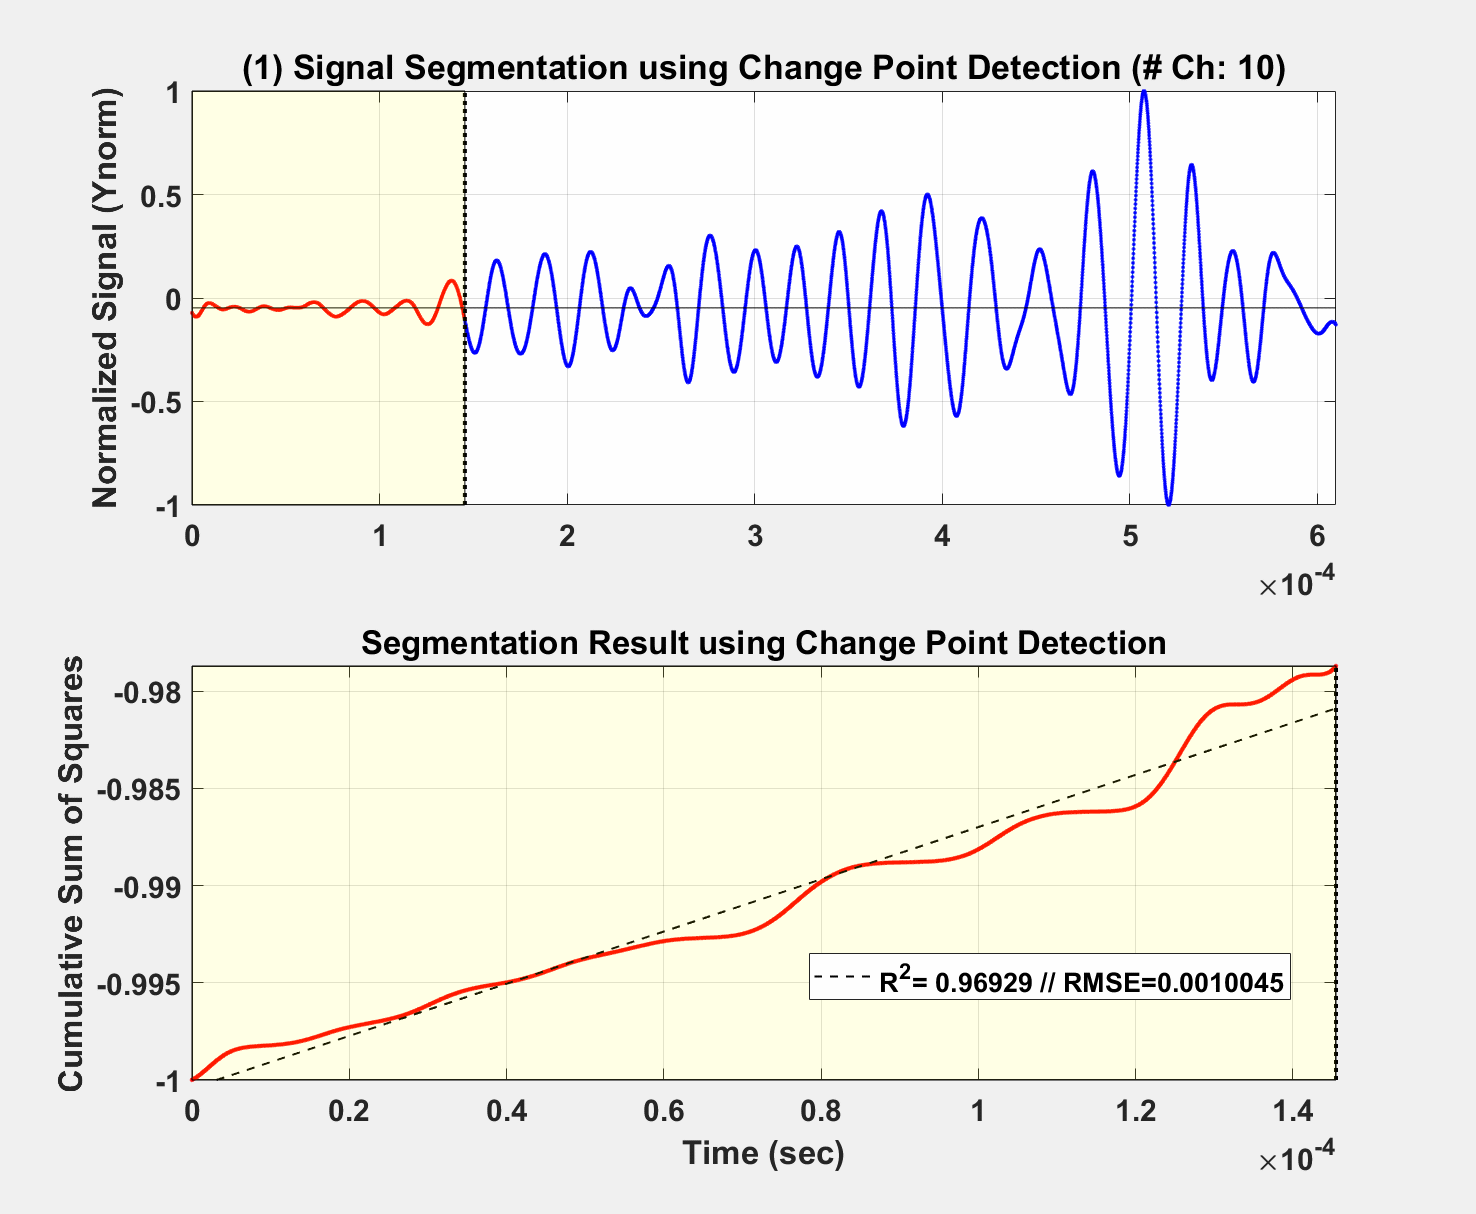 (1) Signal Segmentation using Change Point Detection (# Ch: 10)
Normalized Signal (Ynorm)
1
0.5
0
-0.5
-1
0 1 2 3 4 5 6
×10-4
Segmentation Result using Change Point Detection
Cumulative Sum of Squares
-0.98
-0.985
-0.99
-0.995
-1
R2= 0.96929 // RMSE=0.0010045
0 0.2 0.4 0.6 0.8 1 1.2 1.4
Time (sec)
×10-4